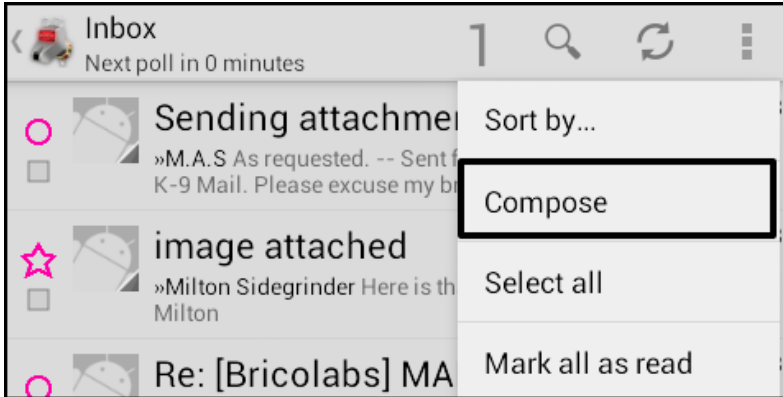 Inbox
Next poll in 0 minutes
1
Sending attachme
»M.A.S As requested. -- Sent f
K-9 Mail. Please excuse my br
image attached
»Milton Sidegrinder Here is th
Milton
Re: [Bricolabs] MA
Sort by...
Compose
Select all
Mark all as read